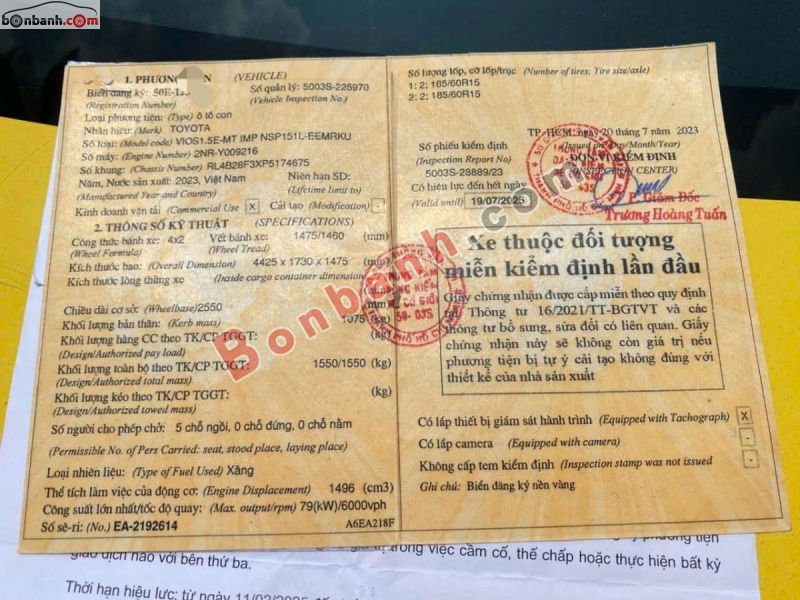 bonbanh.com
1. PHƯƠNG (VEHICLE)
Biển đăng ký: 50E-123
Số quản lý: 5003S-225970
(Registration Number) (Vehicle Inspection No.)
Loại phương tiện: (Type) ô tô con
Nhãn hiệu: (Mark) TOYOTA
Số loại: (Model code) VIOS1.5E-MT IMP NSP151L-EEMRKU
Số máy: (Engine Number) 2NR-Y009216
Số khung: (Chassis Number) RL4B28F3XP5174675
Năm, Nước sản xuất: 2023, Việt Nam Niên hạn SD:
(Manufactured Year and Country) (Lifetime limit to)
Kinh doanh vận tải (Commercial Use) X Cải tạo (Modification) -
2. THÔNG SỐ KỸ THUẬT (SPECIFICATIONS)
Công thức bánh xe: 4x2 Vết bánh xe: 1475/1460 (mm)
(Wheel Formula) (Wheel Tread)
Kích thước bao: (Overall Dimension) 4425 x 1730 x 1475 (mm)
Kích thước lòng thùng xe (Inside cargo container dimension)
(mm)
Chiều dài cơ sở: (Wheelbase) 2550 (mm)
Khối lượng bản thân: (Kerb mass) 1075 (kg)
Khối lượng hàng CC theo TK/CP TGGT: (kg)
(Design/Authorized pay load)
Khối lượng toàn bộ theo TK/CP TGGT: 1550/1550 (kg)
(Design/Authorized total mass)
Khối lượng kéo theo TK/CP TGGT: (kg)
(Design/Authorized towed mass)
Số người cho phép chở: 5 chỗ ngồi, 0 chỗ đứng, 0 chỗ nằm
(Permissible No. of Pers Carried: seat, stood place, laying place)
Loại nhiên liệu: (Type of Fuel Used) Xăng
Thể tích làm việc của động cơ: (Engine Displacement) 1496 (cm3)
Công suất lớn nhất/tốc độ quay: (Max. output/rpm) 79(kW)/6000vph
Số sê-ri: (No.) EA-2192614 A6EA218F
Số lượng lốp, cỡ lốp/trục (Number of tires; Tire size/axle)
1: 2; 185/60R15
2: 2; 185/60R15
TP. HCM, ngày 20 tháng 7 năm 2023
Số phiếu kiểm định (Issued on Day/Month/Year)
(Inspection Report No) ĐƠN VỊ KIỂM ĐỊNH
5003S-28889/23 (INSPECTION CENTER)
Có hiệu lực đến hết ngày
(Valid until) 19/07/2025
P. Giám Đốc
Trương Hoàng Tuấn
Xe thuộc đối tượng
miễn kiểm định lần đầu
Giấy chứng nhận được cấp miễn theo quy định
tại Thông tư 16/2021/TT-BGTVT và các
thông tư bổ sung, sửa đổi có liên quan. Giấy
chứng nhận này sẽ không còn giá trị nếu
phương tiện bị tự ý cải tạo không đúng với
thiết kế của nhà sản xuất
Có lắp thiết bị giám sát hành trình (Equipped with Tachograph) X
Có lắp camera (Equipped with camera) -
Không cấp tem kiểm định (Inspection stamp was not issued) -
Ghi chú: Biển đăng ký nền vàng
Bonbanh.com
giao dịch nào với bên thứ ba.
trong việc cầm cố, thế chấp hoặc thực hiện bất kỳ
Thời hạn hiệu lực: từ ngày 11/02/2025